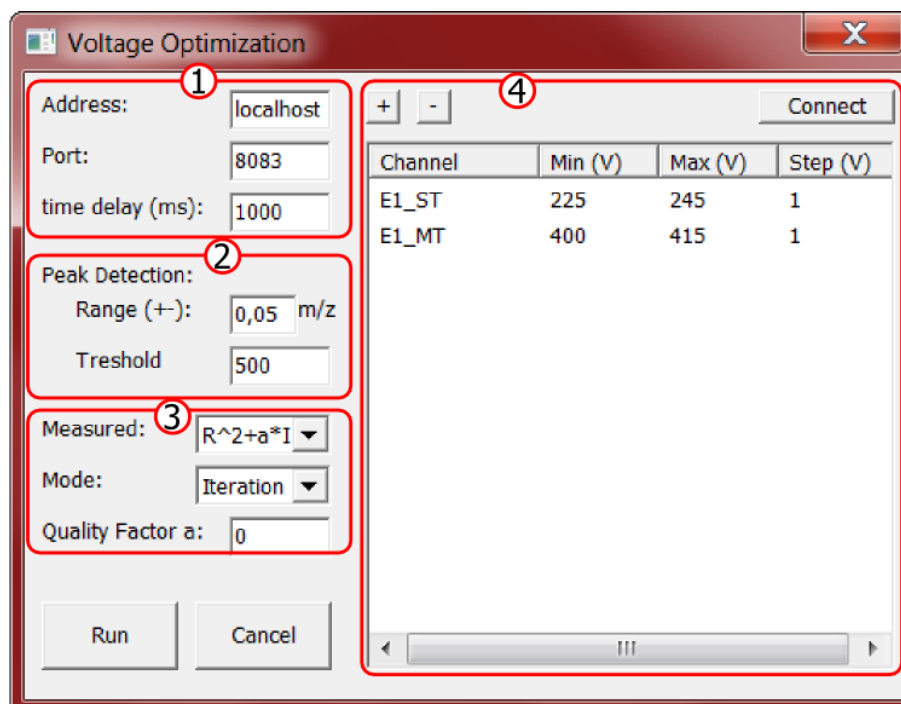 Voltage Optimization
X
1
Address: localhost
Port: 8083
time delay (ms): 1000
2
Peak Detection:
Range (+-): 0,05 m/z
Treshold 500
3
Measured: R^2+a*I
Mode: Iteration
Quality Factor a: 0
Run Cancel
4
+ - Connect
Channel Min (V) Max (V) Step (V)
E1_ST 225 245 1
E1_MT 400 415 1